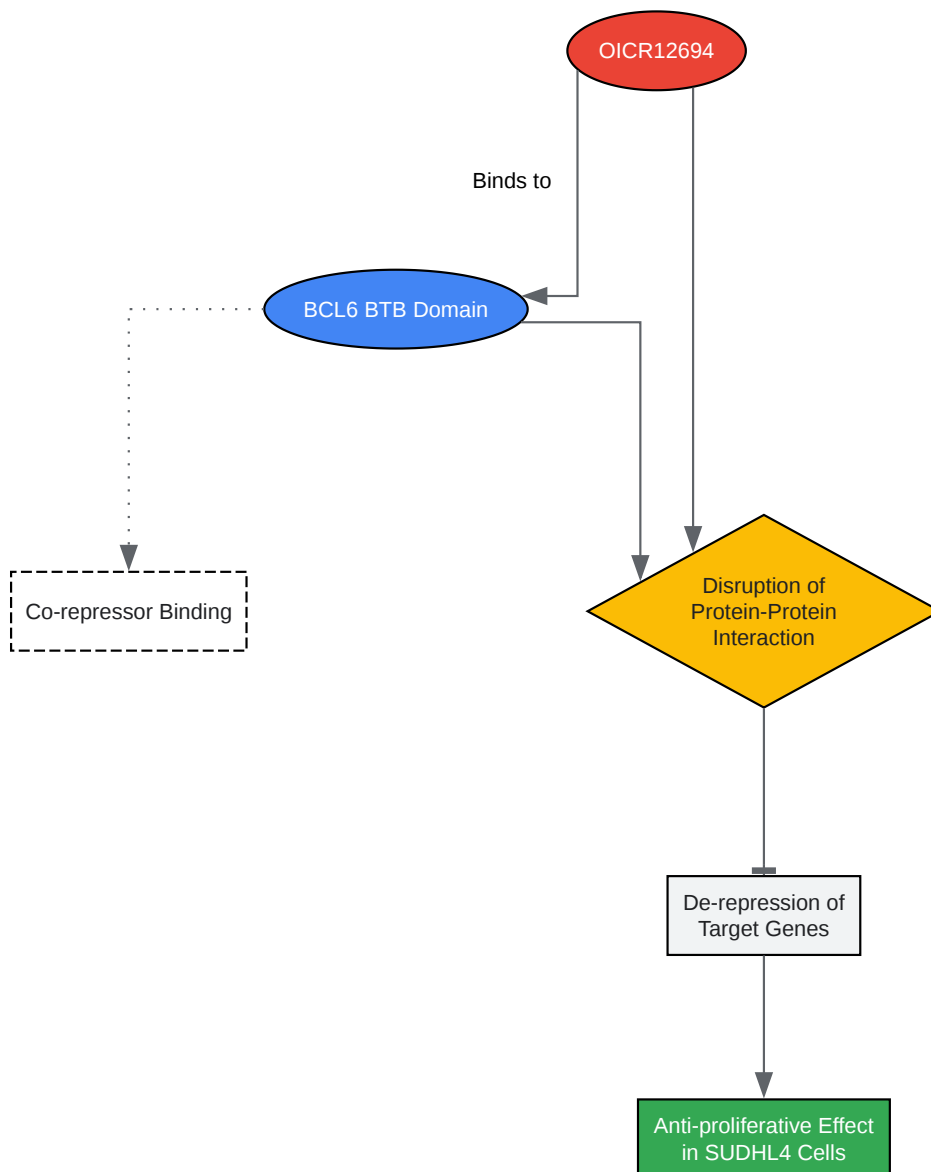 OICR12694
Binds to
BCL6 BTB Domain
Co-repressor Binding
Disruption of
Protein-Protein
Interaction
De-repression of
Target Genes
Anti-proliferative Effect
in SUDHL4 Cells